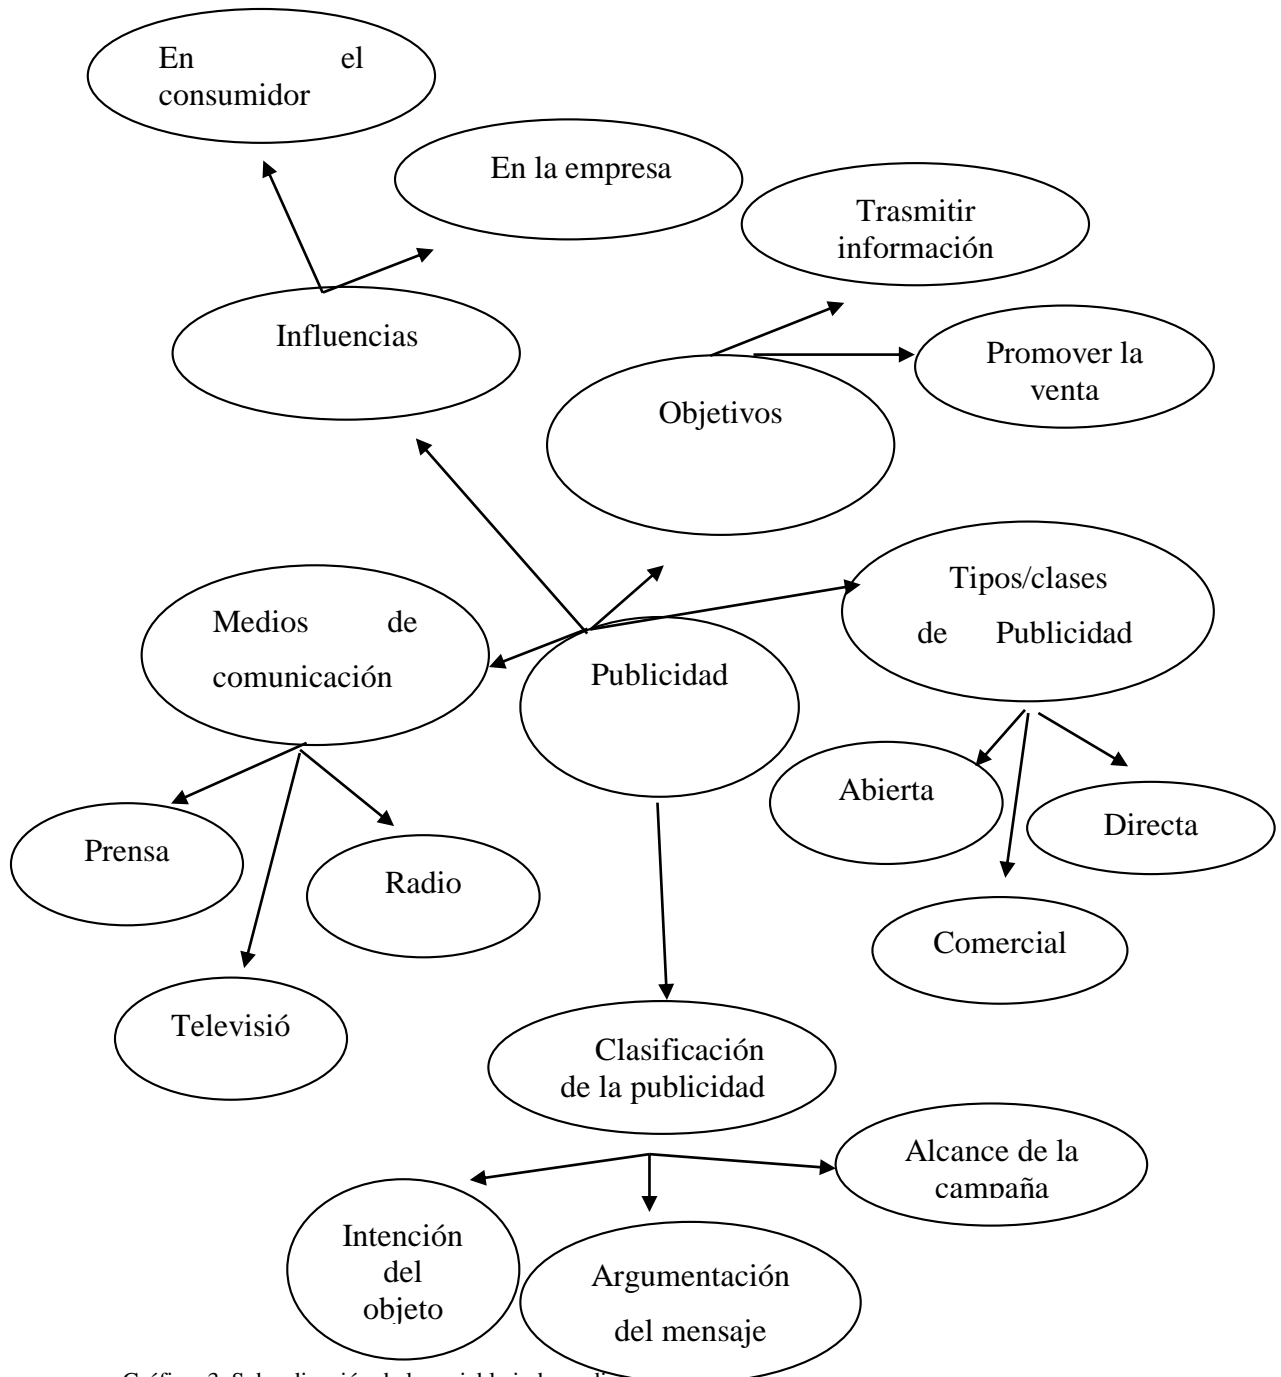 En el
consumidor
En la empresa
Trasmitir
información
Influencias
Promover la
venta
Objetivos
Tipos/clases
de Publicidad
Medios de
comunicación
Publicidad
Abierta
Directa
Prensa
Radio
Comercial
Televisió
Clasificación
de la publicidad
Alcance de la
campaña
Intención
del
objeto
Argumentación
del mensaje